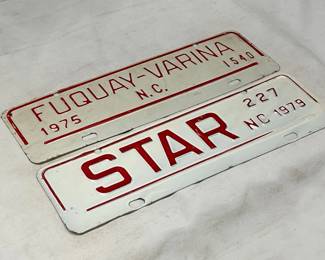 FUQUAY-VARINA
1975 N.C. 1540
STAR 227
NC 1979